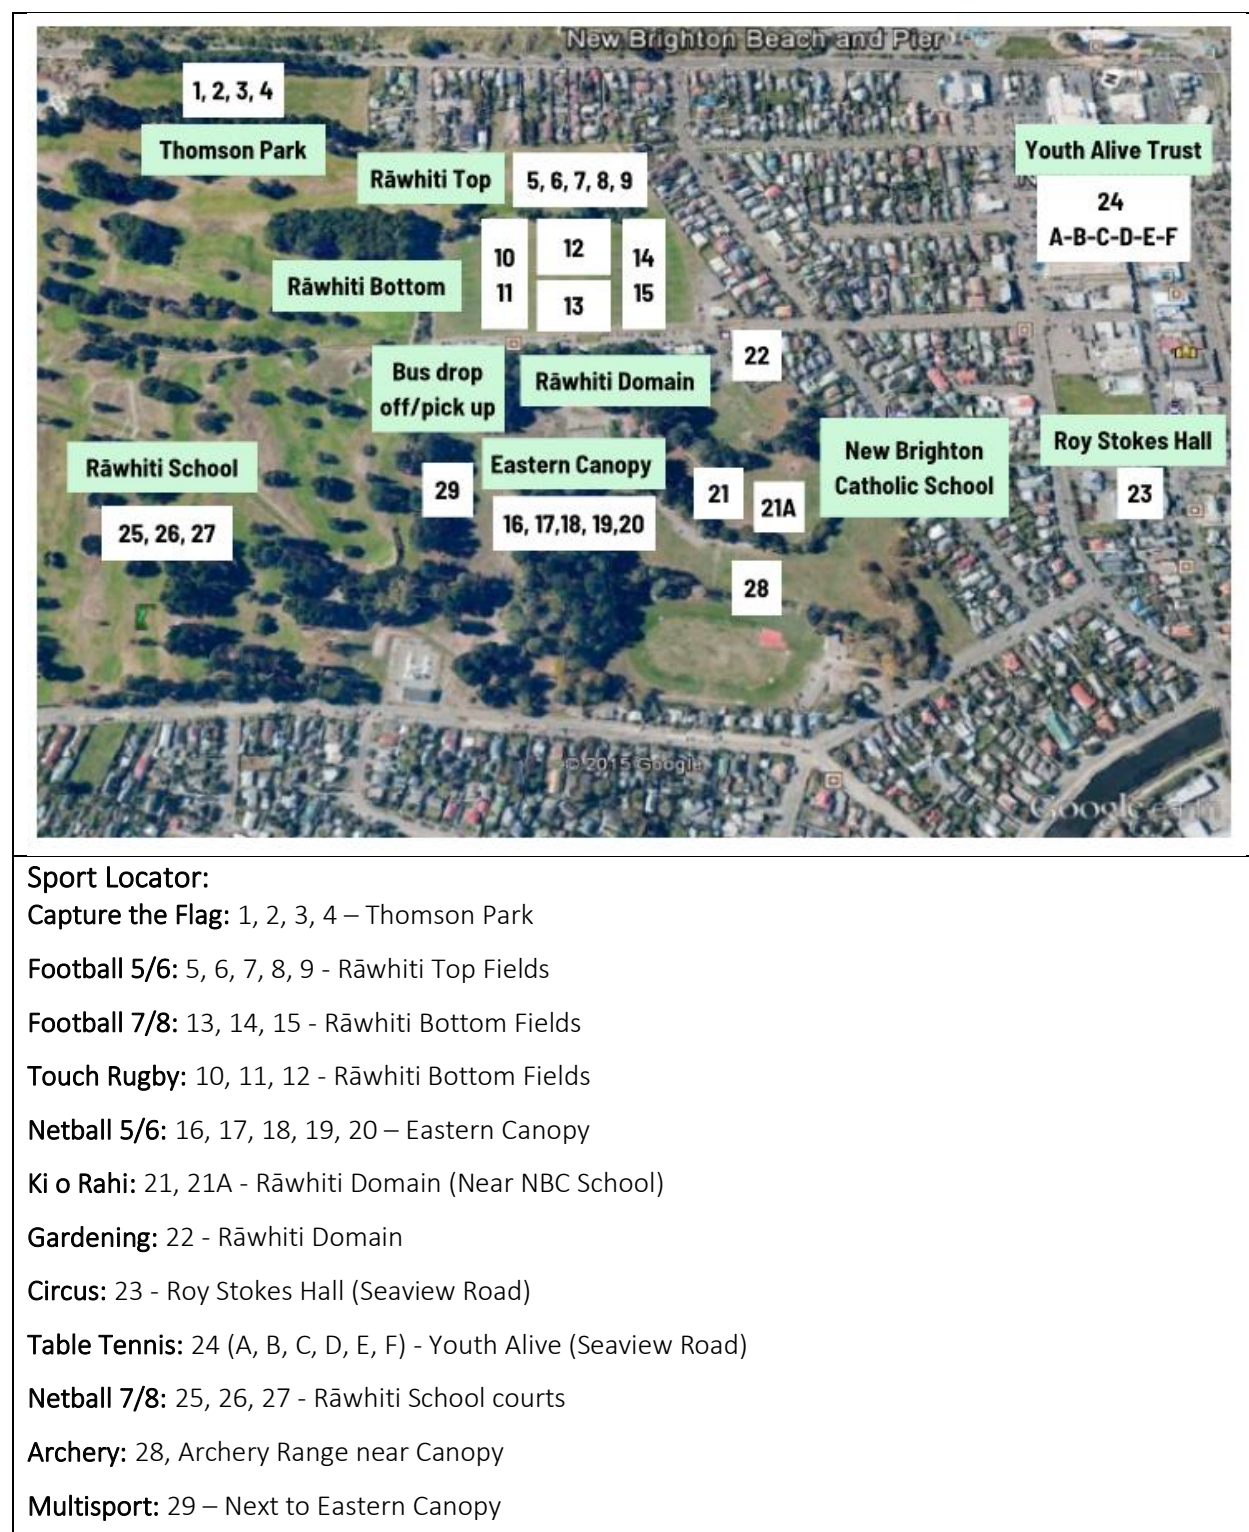 New Brighton Beach and Pier
1, 2, 3, 4
Thomson Park
Youth Alive Trust
Rāwhiti Top
5, 6, 7, 8, 9
24
A-B-C-D-E-F
10
11
12
13
14
15
Rāwhiti Bottom
22
Bus drop
off/pick up
Rāwhiti Domain
New Brighton
Catholic School
Roy Stokes Hall
23
Rāwhiti School
25, 26, 27
29
Eastern Canopy
16, 17,18, 19,20
21
21A
28
© 2015 Google
Google earth
Sport Locator:
Capture the Flag: 1, 2, 3, 4 – Thomson Park
Football 5/6: 5, 6, 7, 8, 9 - Rāwhiti Top Fields
Football 7/8: 13, 14, 15 - Rāwhiti Bottom Fields
Touch Rugby: 10, 11, 12 - Rāwhiti Bottom Fields
Netball 5/6: 16, 17, 18, 19, 20 – Eastern Canopy
Ki o Rahi: 21, 21A - Rāwhiti Domain (Near NBC School)
Gardening: 22 - Rāwhiti Domain
Circus: 23 - Roy Stokes Hall (Seaview Road)
Table Tennis: 24 (A, B, C, D, E, F) - Youth Alive (Seaview Road)
Netball 7/8: 25, 26, 27 - Rāwhiti School courts
Archery: 28, Archery Range near Canopy
Multisport: 29 – Next to Eastern Canopy